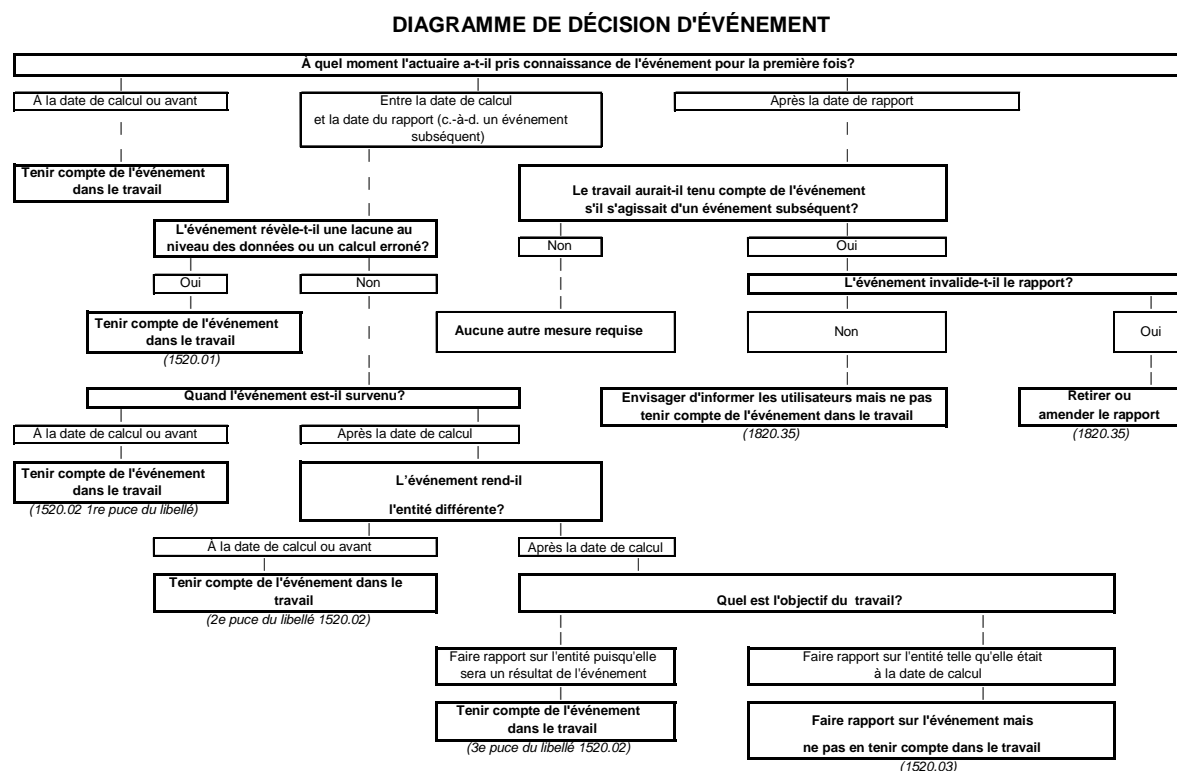 DIAGRAMME DE DÉCISION D'ÉVÉNEMENT
À quel moment l'actuaire a-t-il pris connaissance de l'événement pour la première fois?
À la date de calcul ou avant
Entre la date de calcul
et la date du rapport (c.-à-d. un événement
subséquent)
Après la date de rapport
Tenir compte de l'événement
dans le travail
Le travail aurait-il tenu compte de l'événement
s'il s'agissait d'un événement subséquent?
L'événement révèle-t-il une lacune au
niveau des données ou un calcul erroné?
Non
Oui
Oui
Non
L'événement invalide-t-il le rapport?
Tenir compte de l'événement
dans le travail
(1520.01)
Aucune autre mesure requise
Non
Oui
Quand l'événement est-il survenu?
Envisager d'informer les utilisateurs mais ne pas
tenir compte de l'événement dans le travail
(1820.35)
Retirer ou
amender le rapport
(1820.35)
À la date de calcul ou avant
Après la date de calcul
Tenir compte de l'événement
dans le travail
(1520.02 1re puce du libellé)
L'événement rend-il
l'entité différente?
À la date de calcul ou avant
Après la date de calcul
Tenir compte de l'événement dans le
travail
(2e puce du libellé 1520.02)
Quel est l'objectif du travail?
Faire rapport sur l'entité puisqu'elle
sera un résultat de l'événement
Faire rapport sur l'entité telle qu'elle était
à la date de calcul
Tenir compte de l'événement
dans le travail
(3e puce du libellé 1520.02)
Faire rapport sur l'événement mais
ne pas en tenir compte dans le travail
(1520.03)